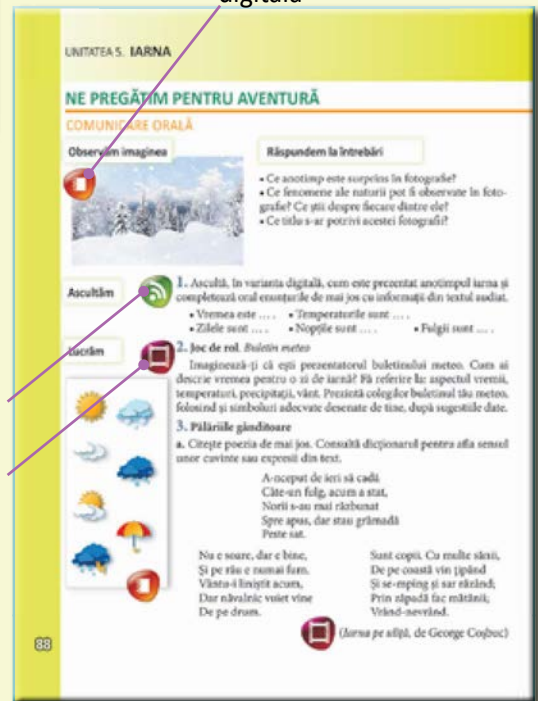 digitală
UNITATEA 5. IARNA
NE PREGĂTIM PENTRU AVENTURĂ
COMUNICARE ORALĂ
Observăm imaginea
Răspundem la întrebări
• Ce anotimp este surprins în fotografie?
• Ce fenomene ale naturii pot fi observate în foto-
grafie? Ce știi despre fiecare dintre ele?
• Ce titlu s-ar potrivi acestei fotografii?
Ascultăm
1. Ascultă, în varianta digitală, cum este prezentat anotimpul iarna și
completează oral enunțurile de mai jos cu informații din textul audiat.
• Vremea este .... • Temperaturile sunt ....
• Zilele sunt .... • Nopțile sunt .... • Fulgii sunt ....
Lucrăm
2. Joc de rol. Buletin meteo
Imaginează-ți că ești prezentatorul buletinului meteo. Cum ai
descrie vremea pentru o zi de iarnă? Fă referire la: aspectul vremii,
temperaturi, precipitații, vânt. Prezintă colegilor buletinul tău meteo,
folosind și simboluri adecvate desenate de tine, după sugestiile date.
3. Pălăriile gânditoare
a. Citește poezia de mai jos. Consultă dicționarul pentru afla sensul
unor cuvinte sau expresii din text.
A-nceput de ieri să cadă
Câte-un fulg, acum a stat,
Norii s-au mai răzbunat
Spre apus, dar stau grămadă
Peste sat.
Nu e soare, dar e bine,
Și pe râu e numai fum.
Vântu-i liniștit acum,
Dar năvalnic vuiet vine
De pe drum.
Sunt copii. Cu multe sănii,
De pe coastă vin țipând
Și se-mping și sar râzând;
Prin zăpadă fac mătănii;
Vrând-nevrând.
(Iarna pe uliță, de George Coșbuc)
88